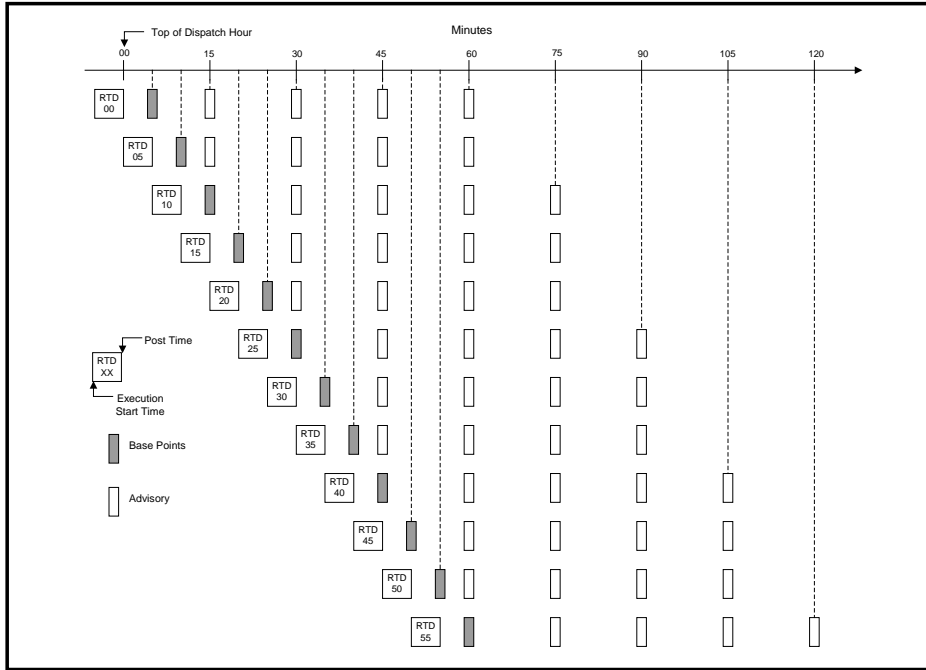 Top of Dispatch Hour
Minutes
00 15 30 45 60 75 90 105 120
RTD
00
RTD
05
RTD
10
RTD
15
RTD
20
RTD
25
Post Time
RTD
XX
Execution
Start Time
RTD
30
RTD
35
Base Points
RTD
40
Advisory
RTD
45
RTD
50
RTD
55